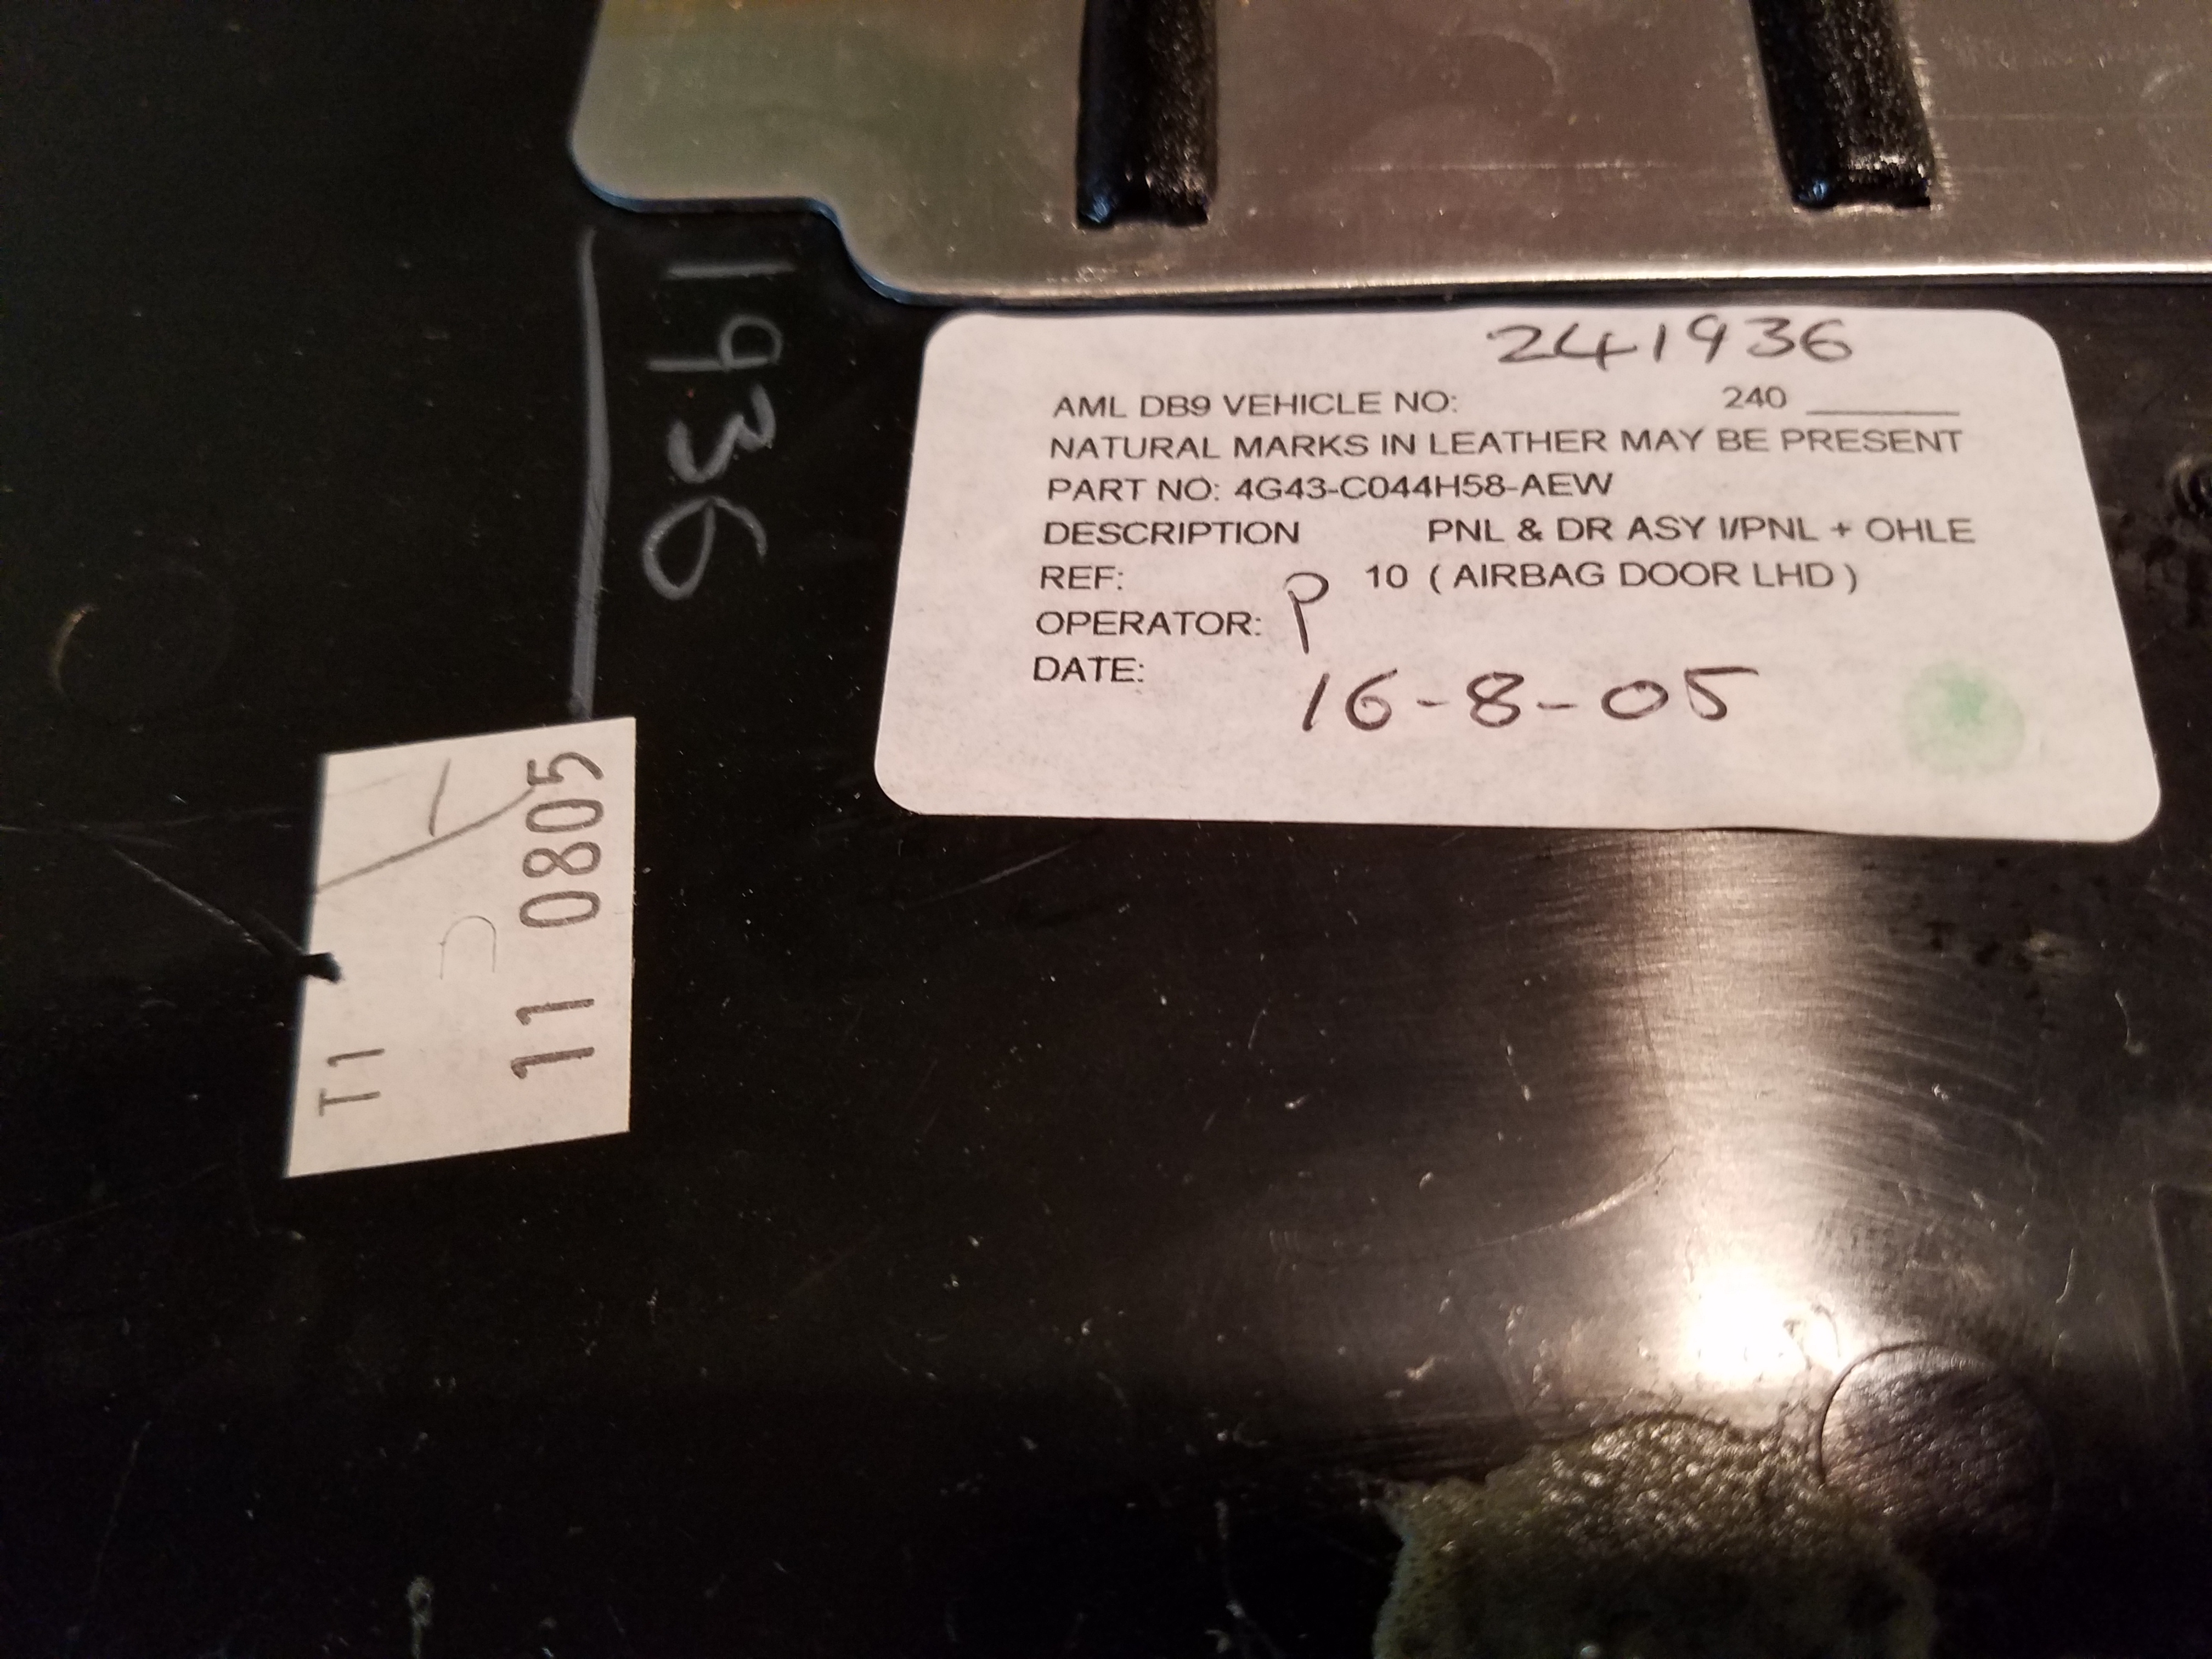 1936
241936
AML DB9 VEHICLE NO: 240 ______
NATURAL MARKS IN LEATHER MAY BE PRESENT
PART NO: 4G43-C044H58-AEW
DESCRIPTION PNL & DR ASY I/PNL + OHLE
REF: 10 ( AIRBAG DOOR LHD )
OPERATOR: P
DATE: 16-8-05
T1
11 0805